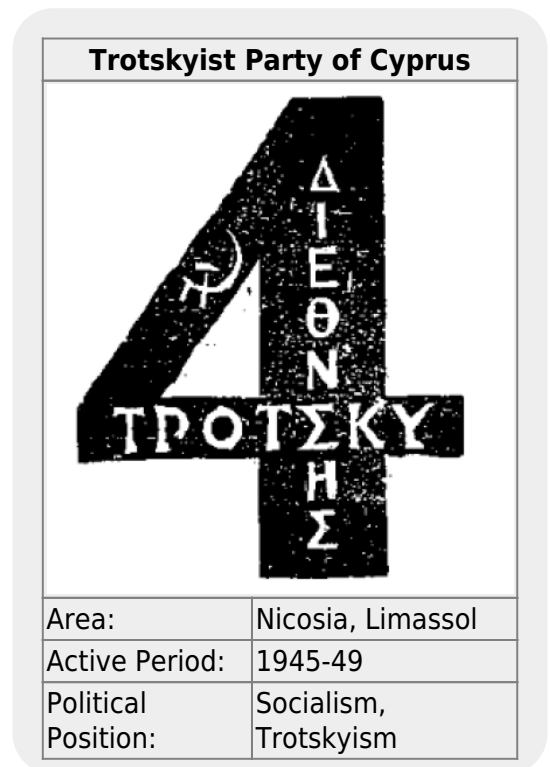 Trotskyist Party of Cyprus
ΔΙΕΘΝΗΣ
ΤΡΟΤΣΚΥ
Area: Nicosia, Limassol
Active Period: 1945-49
Political Socialism,
Position: Trotskyism